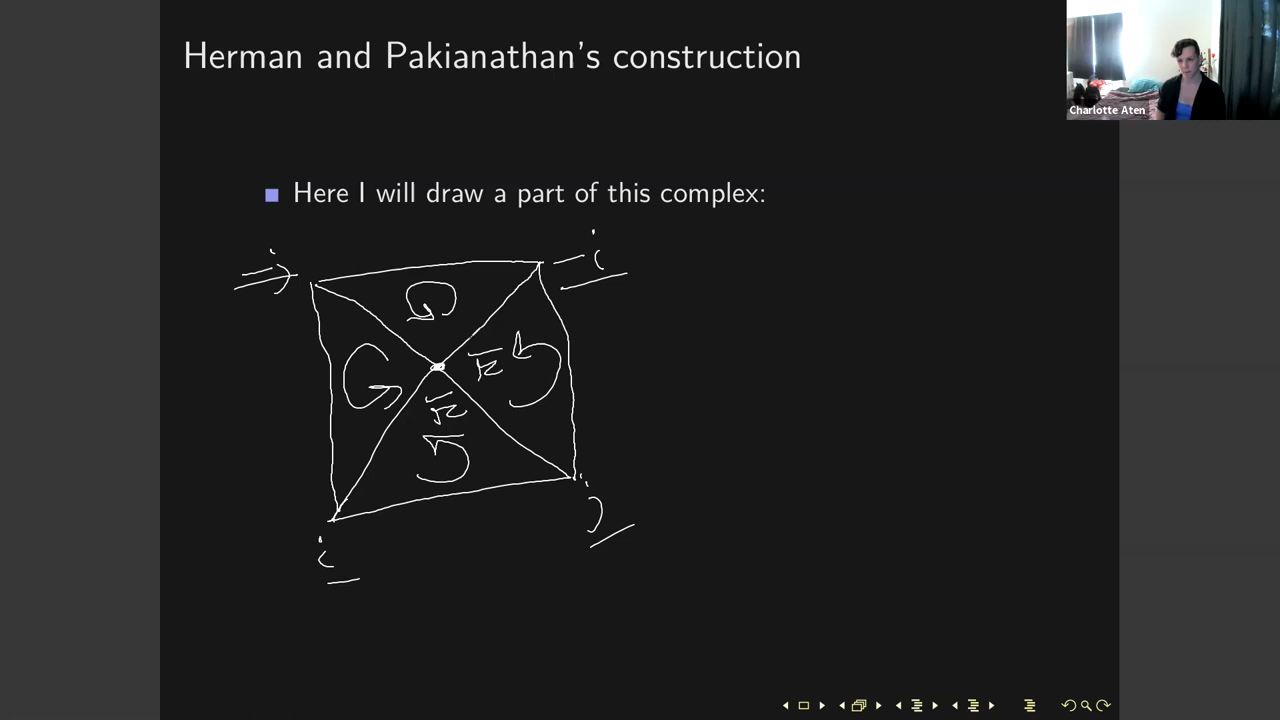 Herman and Pakianathan's construction
Charlotte Aten
Here I will draw a part of this complex:
-j
-i
k̄
k̄
i
j